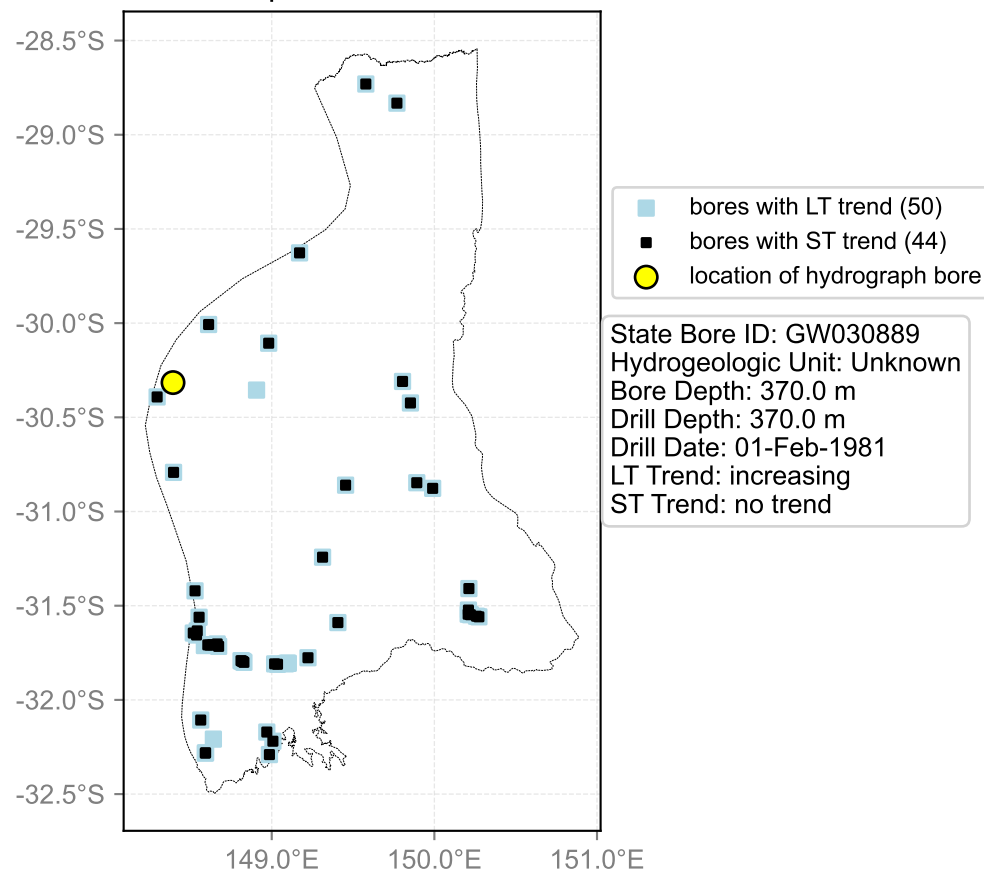 -28.5°S
-29.0°S
-29.5°S
-30.0°S
-30.5°S
-31.0°S
-31.5°S
-32.0°S
-32.5°S
149.0°E
150.0°E
151.0°E
bores with LT trend (50)
bores with ST trend (44)
location of hydrograph bore
State Bore ID: GW030889
Hydrogeologic Unit: Unknown
Bore Depth: 370.0 m
Drill Depth: 370.0 m
Drill Date: 01-Feb-1981
LT Trend: increasing
ST Trend: no trend